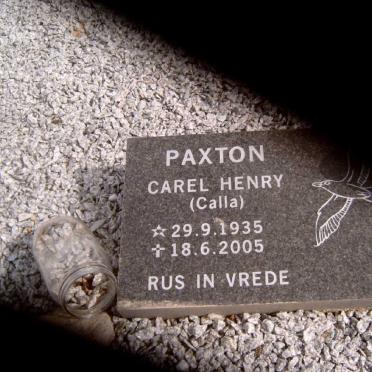 PAXTON
CAREL HENRY
(Calla)
☆ 29.9.1935
✝ 18.6.2005
RUS IN VREDE